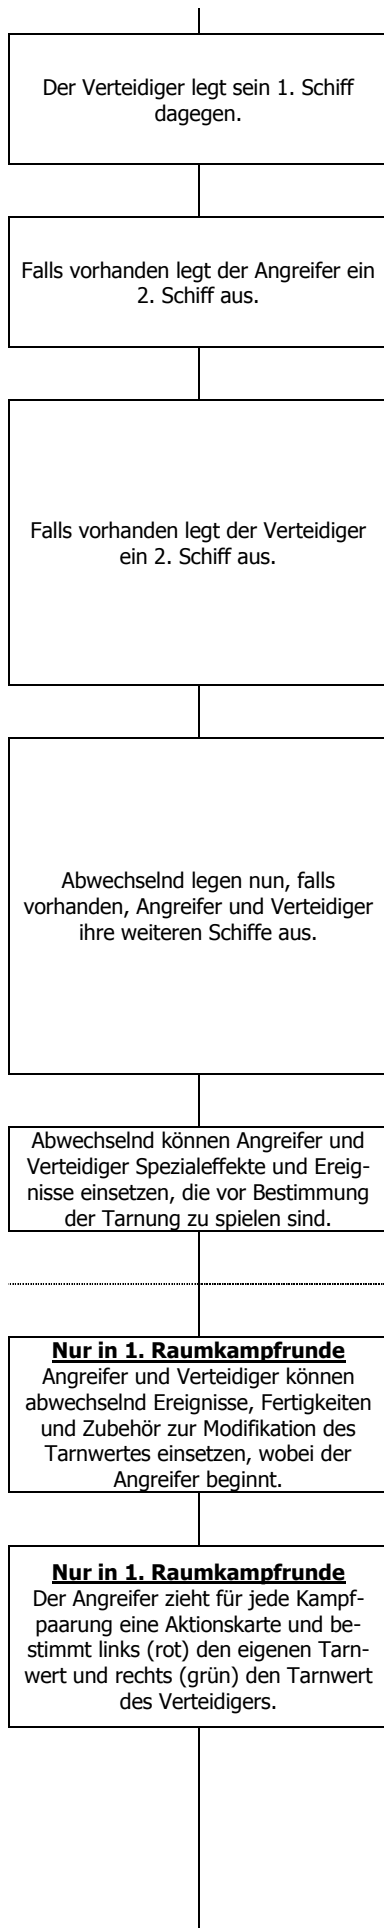 Der Verteidiger legt sein 1. Schiff
dagegen.
Falls vorhanden legt der Angreifer ein
2. Schiff aus.
Falls vorhanden legt der Verteidiger
ein 2. Schiff aus.
Abwechselnd legen nun, falls
vorhanden, Angreifer und Verteidiger
ihre weiteren Schiffe aus.
Abwechselnd können Angreifer und
Verteidiger Spezialeffekte und Ereig-
nisse einsetzen, die vor Bestimmung
der Tarnung zu spielen sind.
Nur in 1. Raumkampfrunde
Angreifer und Verteidiger können
abwechselnd Ereignisse, Fertigkeiten
und Zubehör zur Modifikation des
Tarnwertes einsetzen, wobei der
Angreifer beginnt.
Nur in 1. Raumkampfrunde
Der Angreifer zieht für jede Kampf-
paarung eine Aktionskarte und be-
stimmt links (rot) den eigenen Tarn-
wert und rechts (grün) den Tarnwert
des Verteidigers.